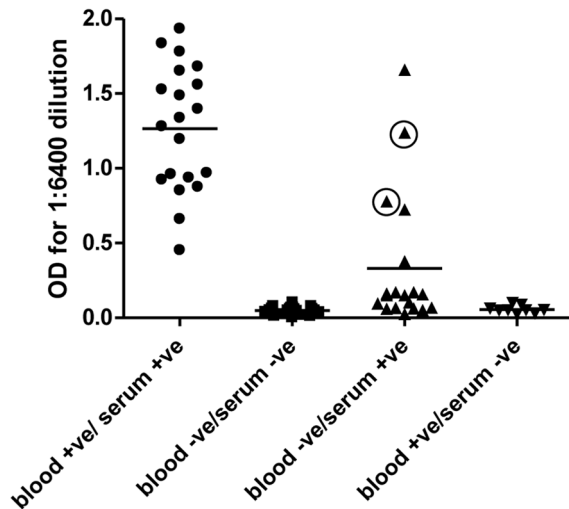 OD for 1:6400 dilution
2.0
1.5
1.0
0.5
0.0
blood +ve/ serum +ve
blood -ve/serum -ve
blood -ve/serum +ve
blood +ve/serum -ve